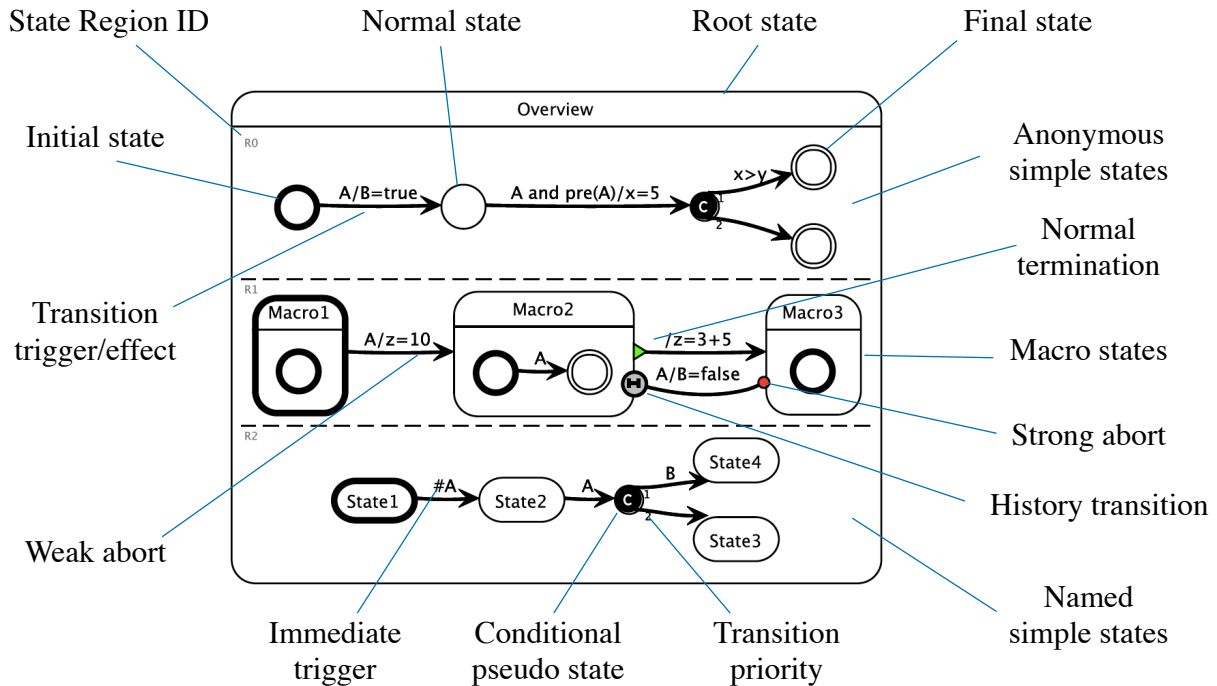 State Region ID
Normal state
Root state
Final state
Overview
Initial state
R0
Anonymous
simple states
A/B=true
A and pre(A)/x=5
C
1
2
x>y
Normal
termination
R1
Transition
trigger/effect
Macro1
A/z=10
Macro2
A
/z=3+5
A/B=false
H
Macro3
Macro states
R2
Strong abort
State1
#A
State2
A
C
1
2
B
State4
State3
History transition
Weak abort
Named
simple states
Immediate
trigger
Conditional
pseudo state
Transition
priority